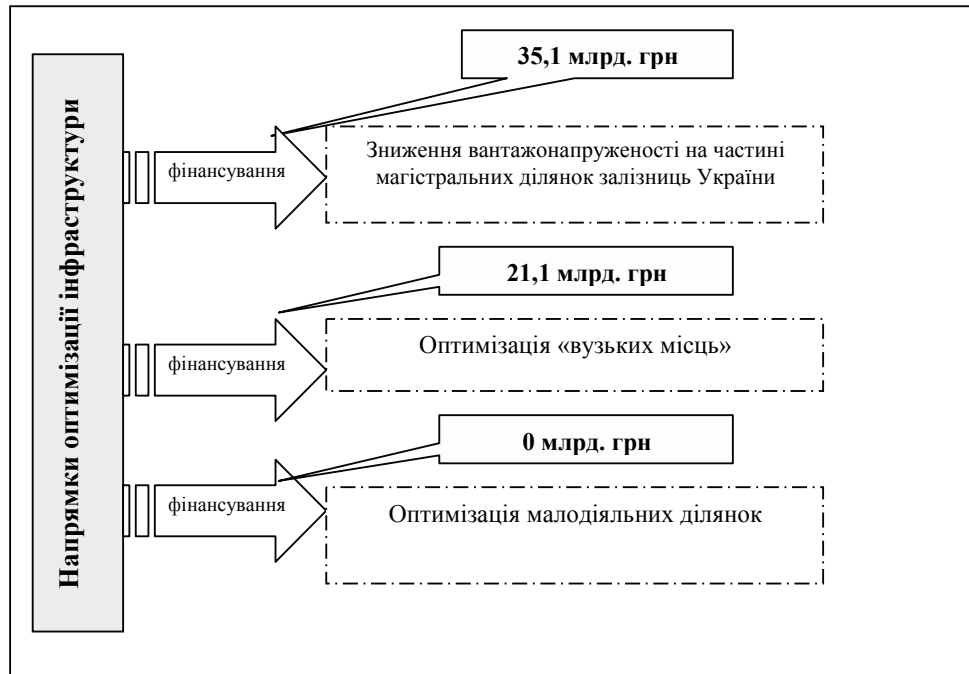 Напрямки оптимізації інфраструктури
35,1 млрд. грн
фінансування
Зниження вантажонапруженості на частині
магістральних ділянок залізниць України
21,1 млрд. грн
фінансування
Оптимізація «вузьких місць»
0 млрд. грн
фінансування
Оптимізація малодіяльних ділянок